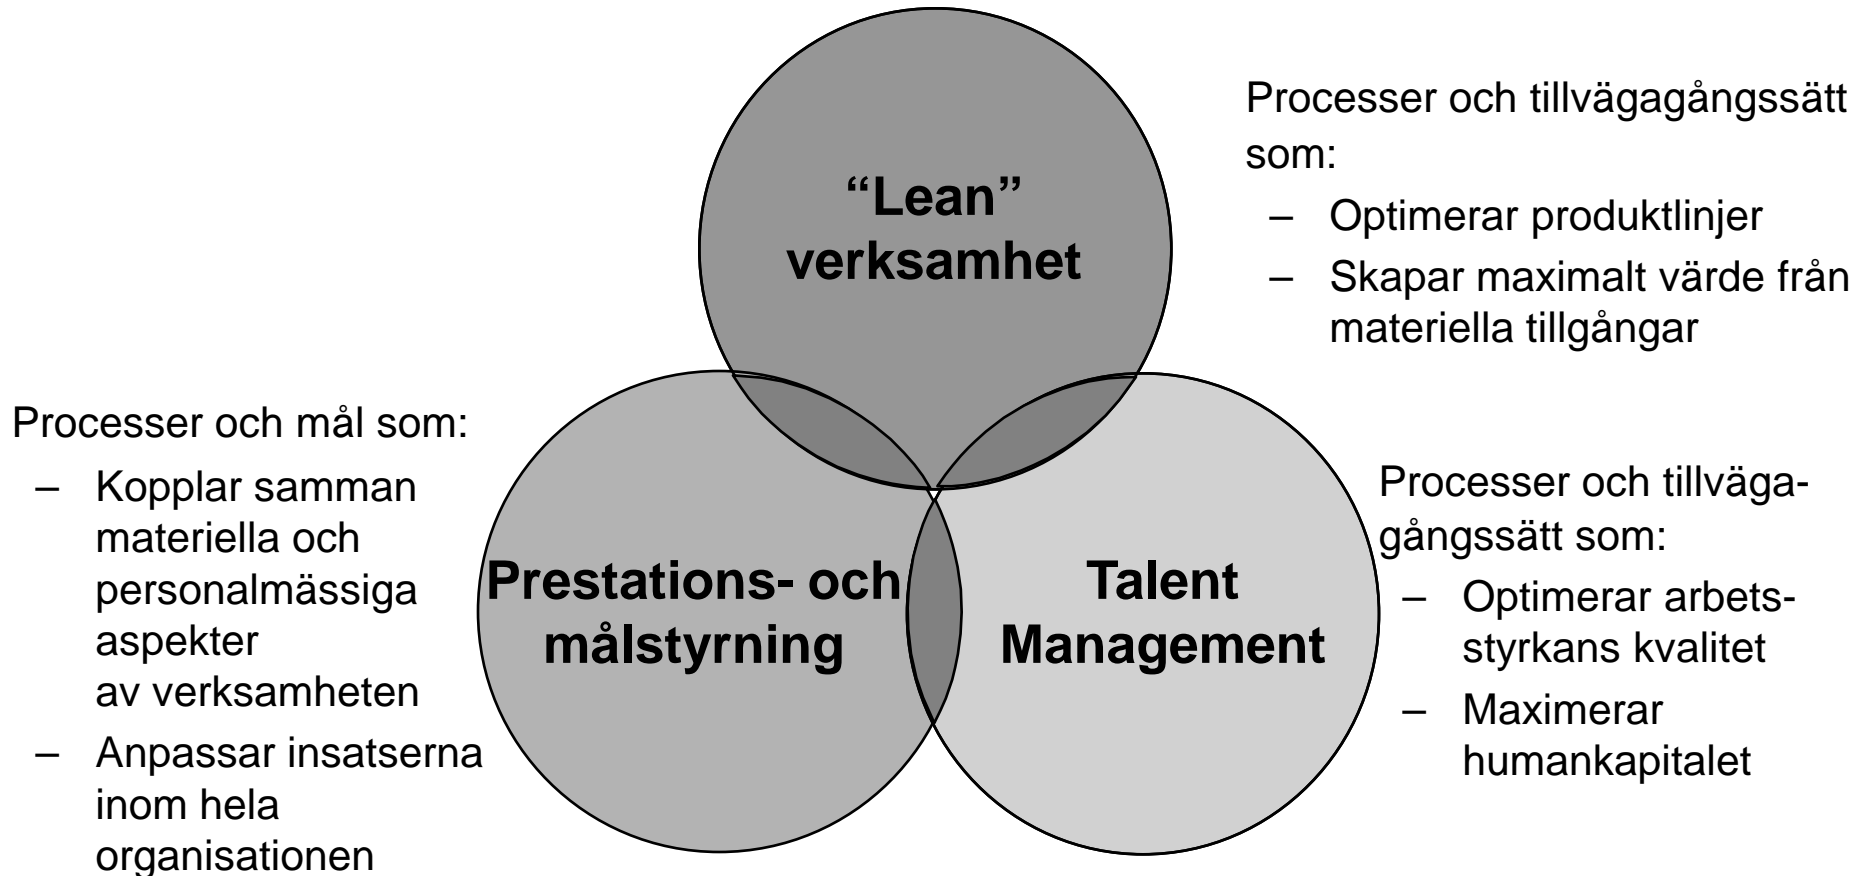 “Lean”
verksamhet
Processer och tillvägagångssätt
som:
– Optimerar produktlinjer
– Skapar maximalt värde från
materiella tillgångar
Processer och mål som:
– Kopplar samman
materiella och
personalmässiga
aspekter
av verksamheten
– Anpassar insatserna
inom hela
organisationen
Prestations- och
målstyrning
Talent
Management
Processer och tillväga-
gångssätt som:
– Optimerar arbets-
styrkans kvalitet
– Maximerar
humankapitalet